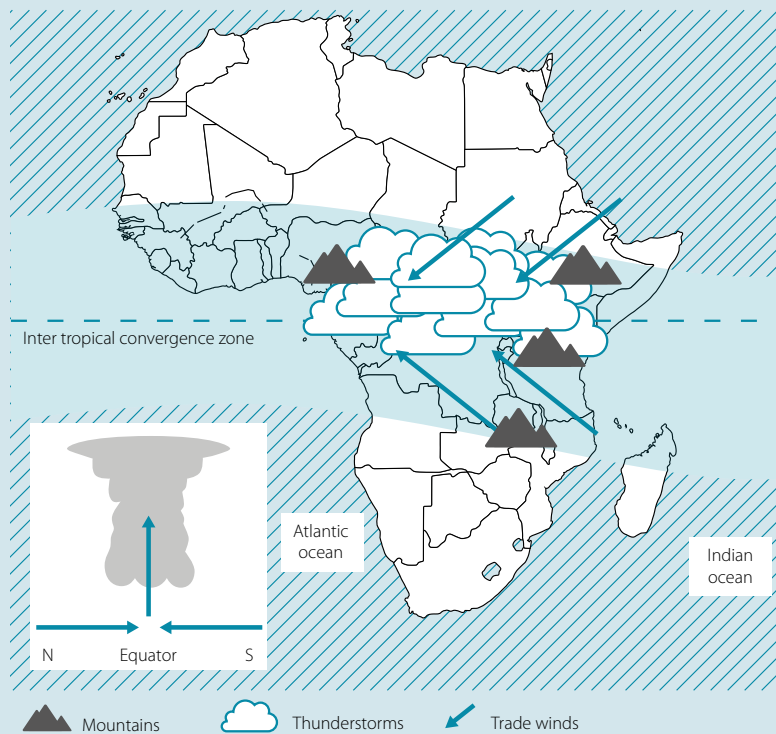 Inter tropical convergence zone
Atlantic
ocean
Indian
ocean
N Equator S
Mountains Thunderstorms Trade winds